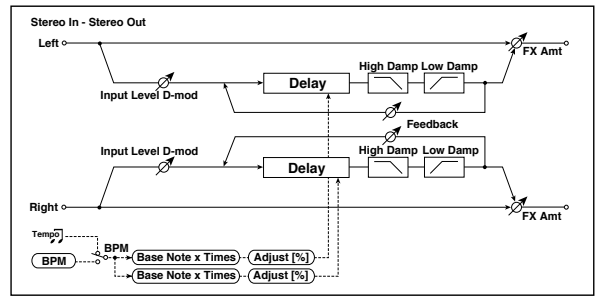 Stereo In - Stereo Out
Left
FX Amt
High Damp Low Damp
Delay
Input Level D-mod
Feedback
Input Level D-mod
High Damp Low Damp
Delay
Right
FX Amt
Tempo
BPM
BPM
Base Note x Times Adjust [%]
Base Note x Times Adjust [%]